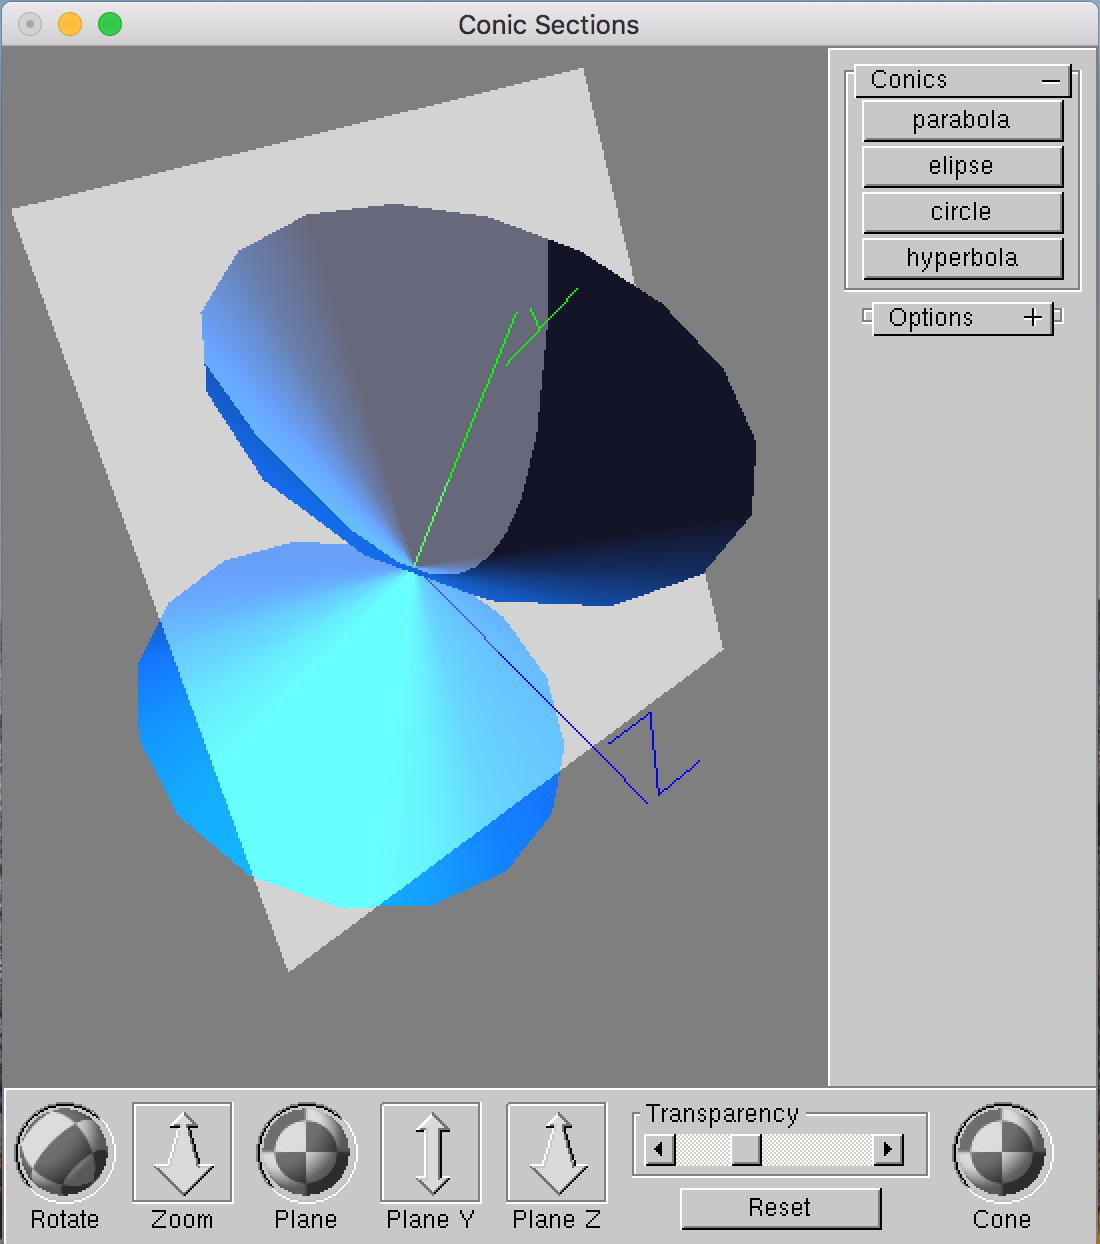 Conic Sections
Conics −
parabola
elipse
circle
hyperbola
Options +
Y
Z
Transparency
Reset
Rotate
Zoom
Plane
Plane Y
Plane Z
Cone